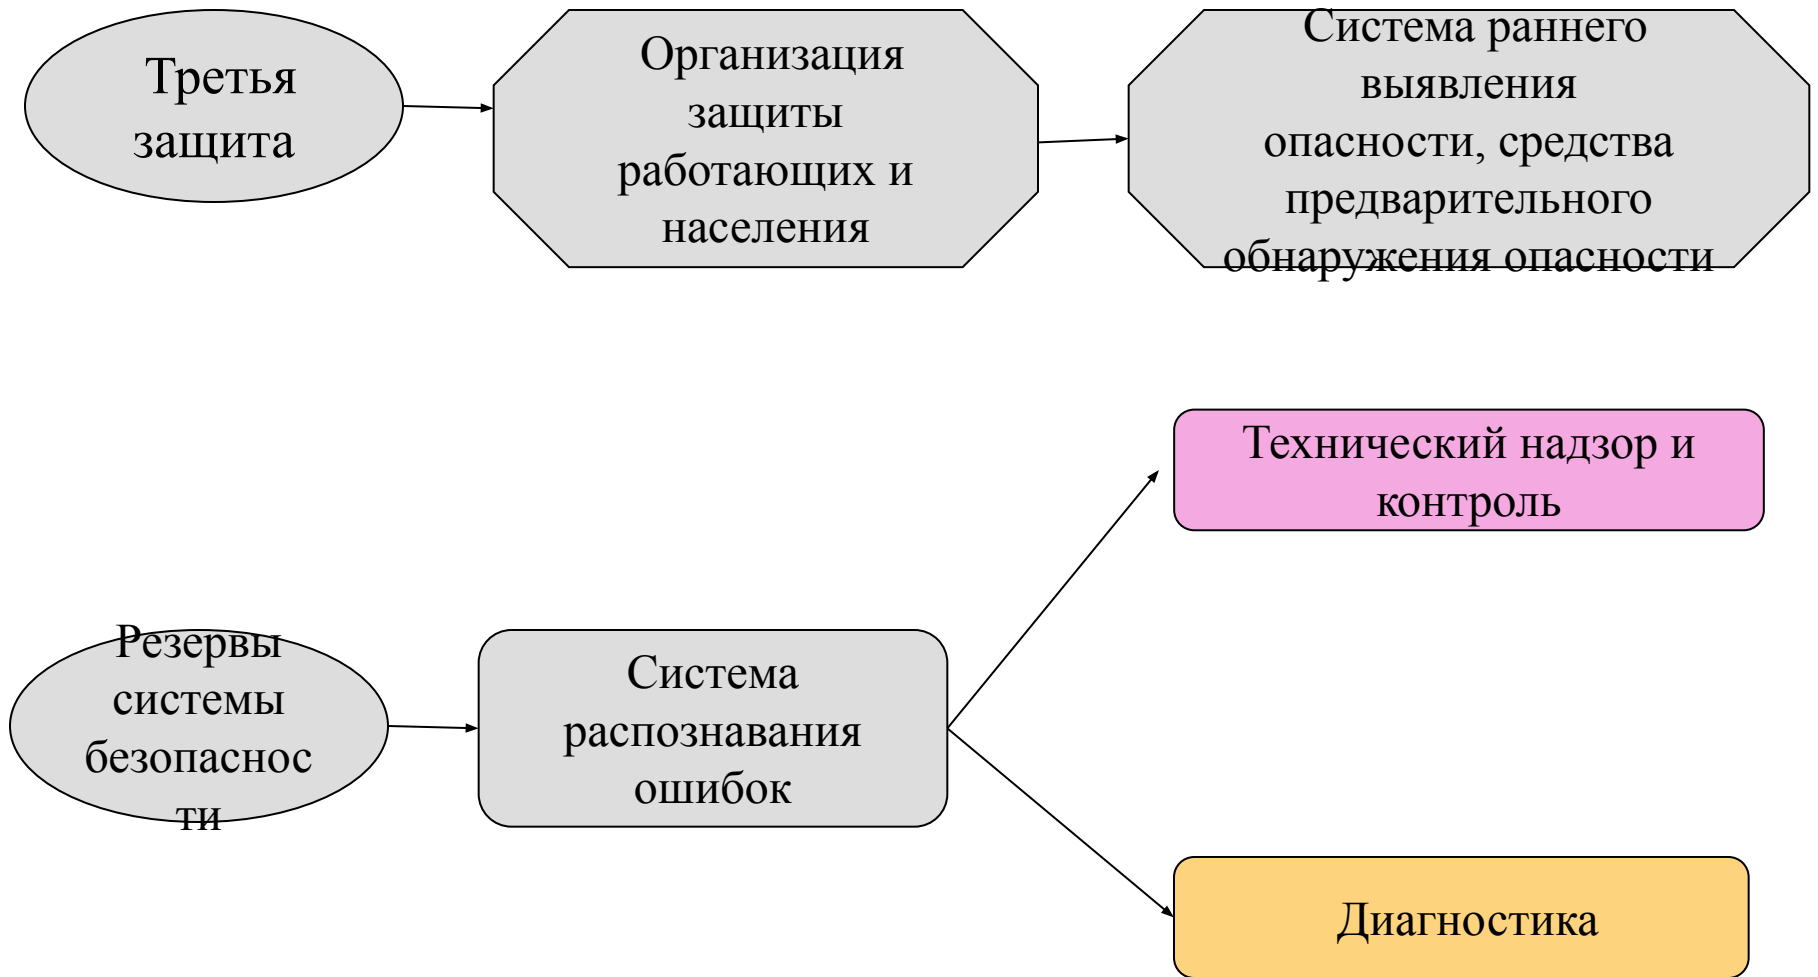 Третья
защита
Организация
защиты
работающих и
населения
Система раннего
выявления
опасности, средства
предварительного
обнаружения опасности
Технический надзор и
контроль
Резервы
системы
безопаснос
ти
Система
распознавания
ошибок
Диагностика